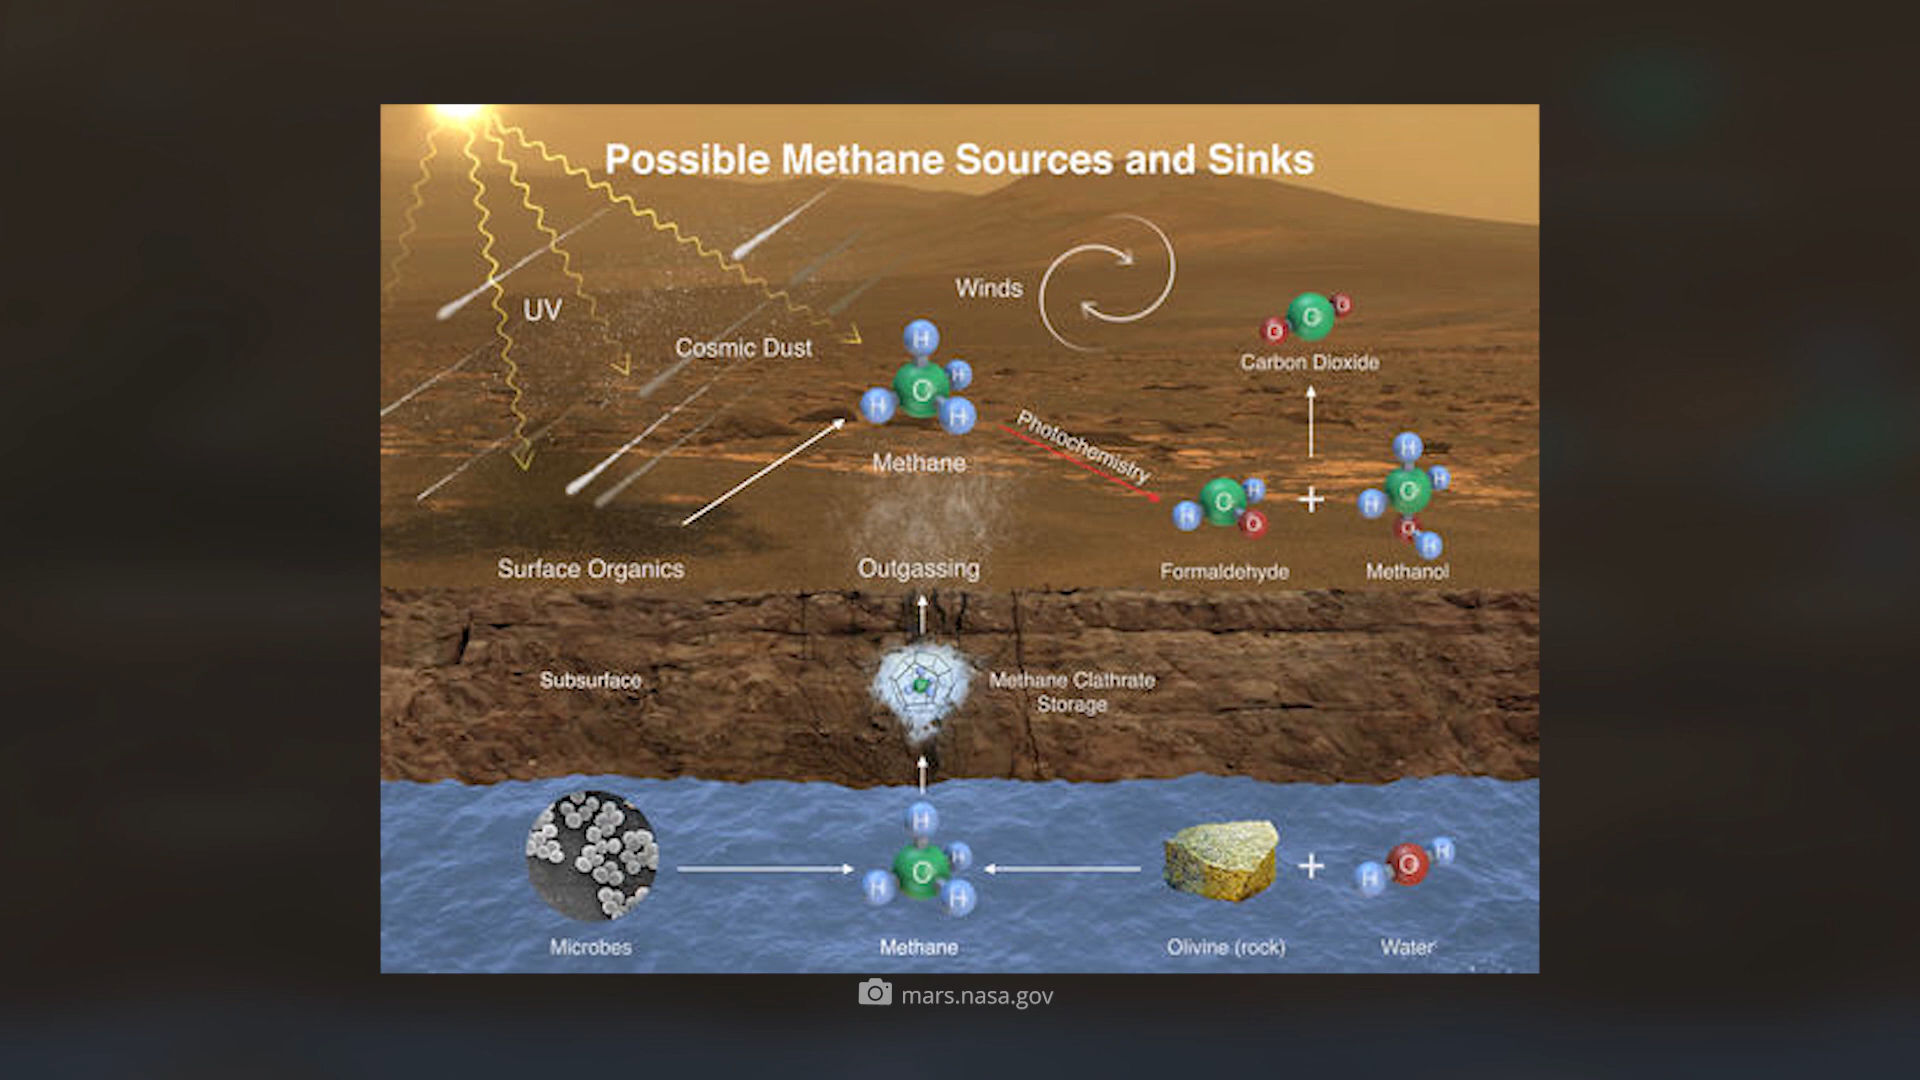 Possible Methane Sources and Sinks
Winds
UV
Cosmic Dust
Carbon Dioxide
Methane
Photochemistry
Surface Organics
Outgassing
Formaldehyde
+
Methanol
Subsurface
Methane Clathrate
Storage
Microbes
Methane
Olivine (rock)
+
Water
H
H
H
H
C
O
C
O
H
C
H
O
H
H
H
C
O
H
H
H
H
C
H
H
O
H
mars.nasa.gov